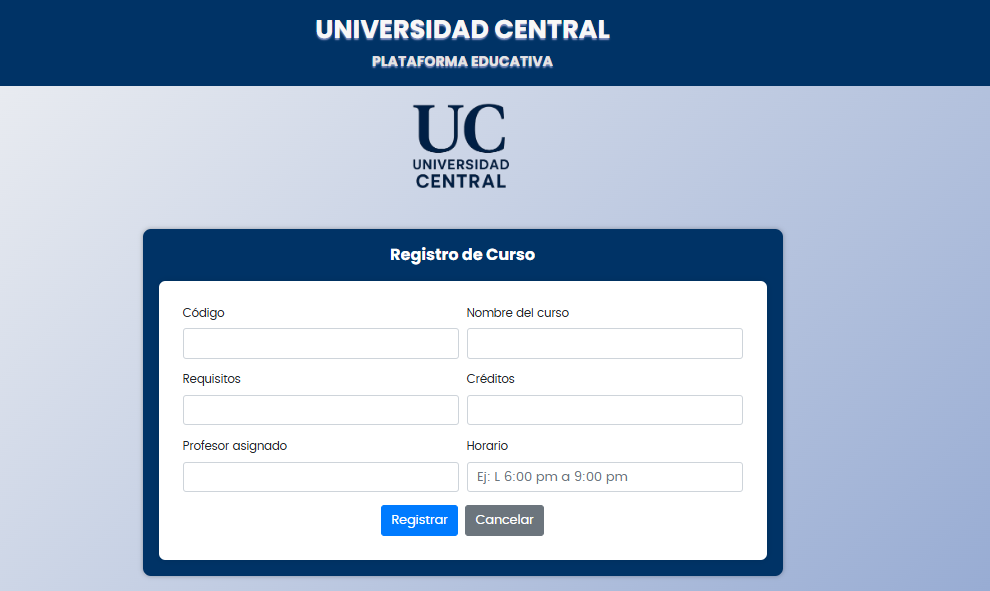 UNIVERSIDAD CENTRAL
PLATAFORMA EDUCATIVA
UC
UNIVERSIDAD
CENTRAL
Registro de Curso
Código
Nombre del curso
Requisitos
Créditos
Profesor asignado
Horario
Ej: L 6:00 pm a 9:00 pm
Registrar
Cancelar